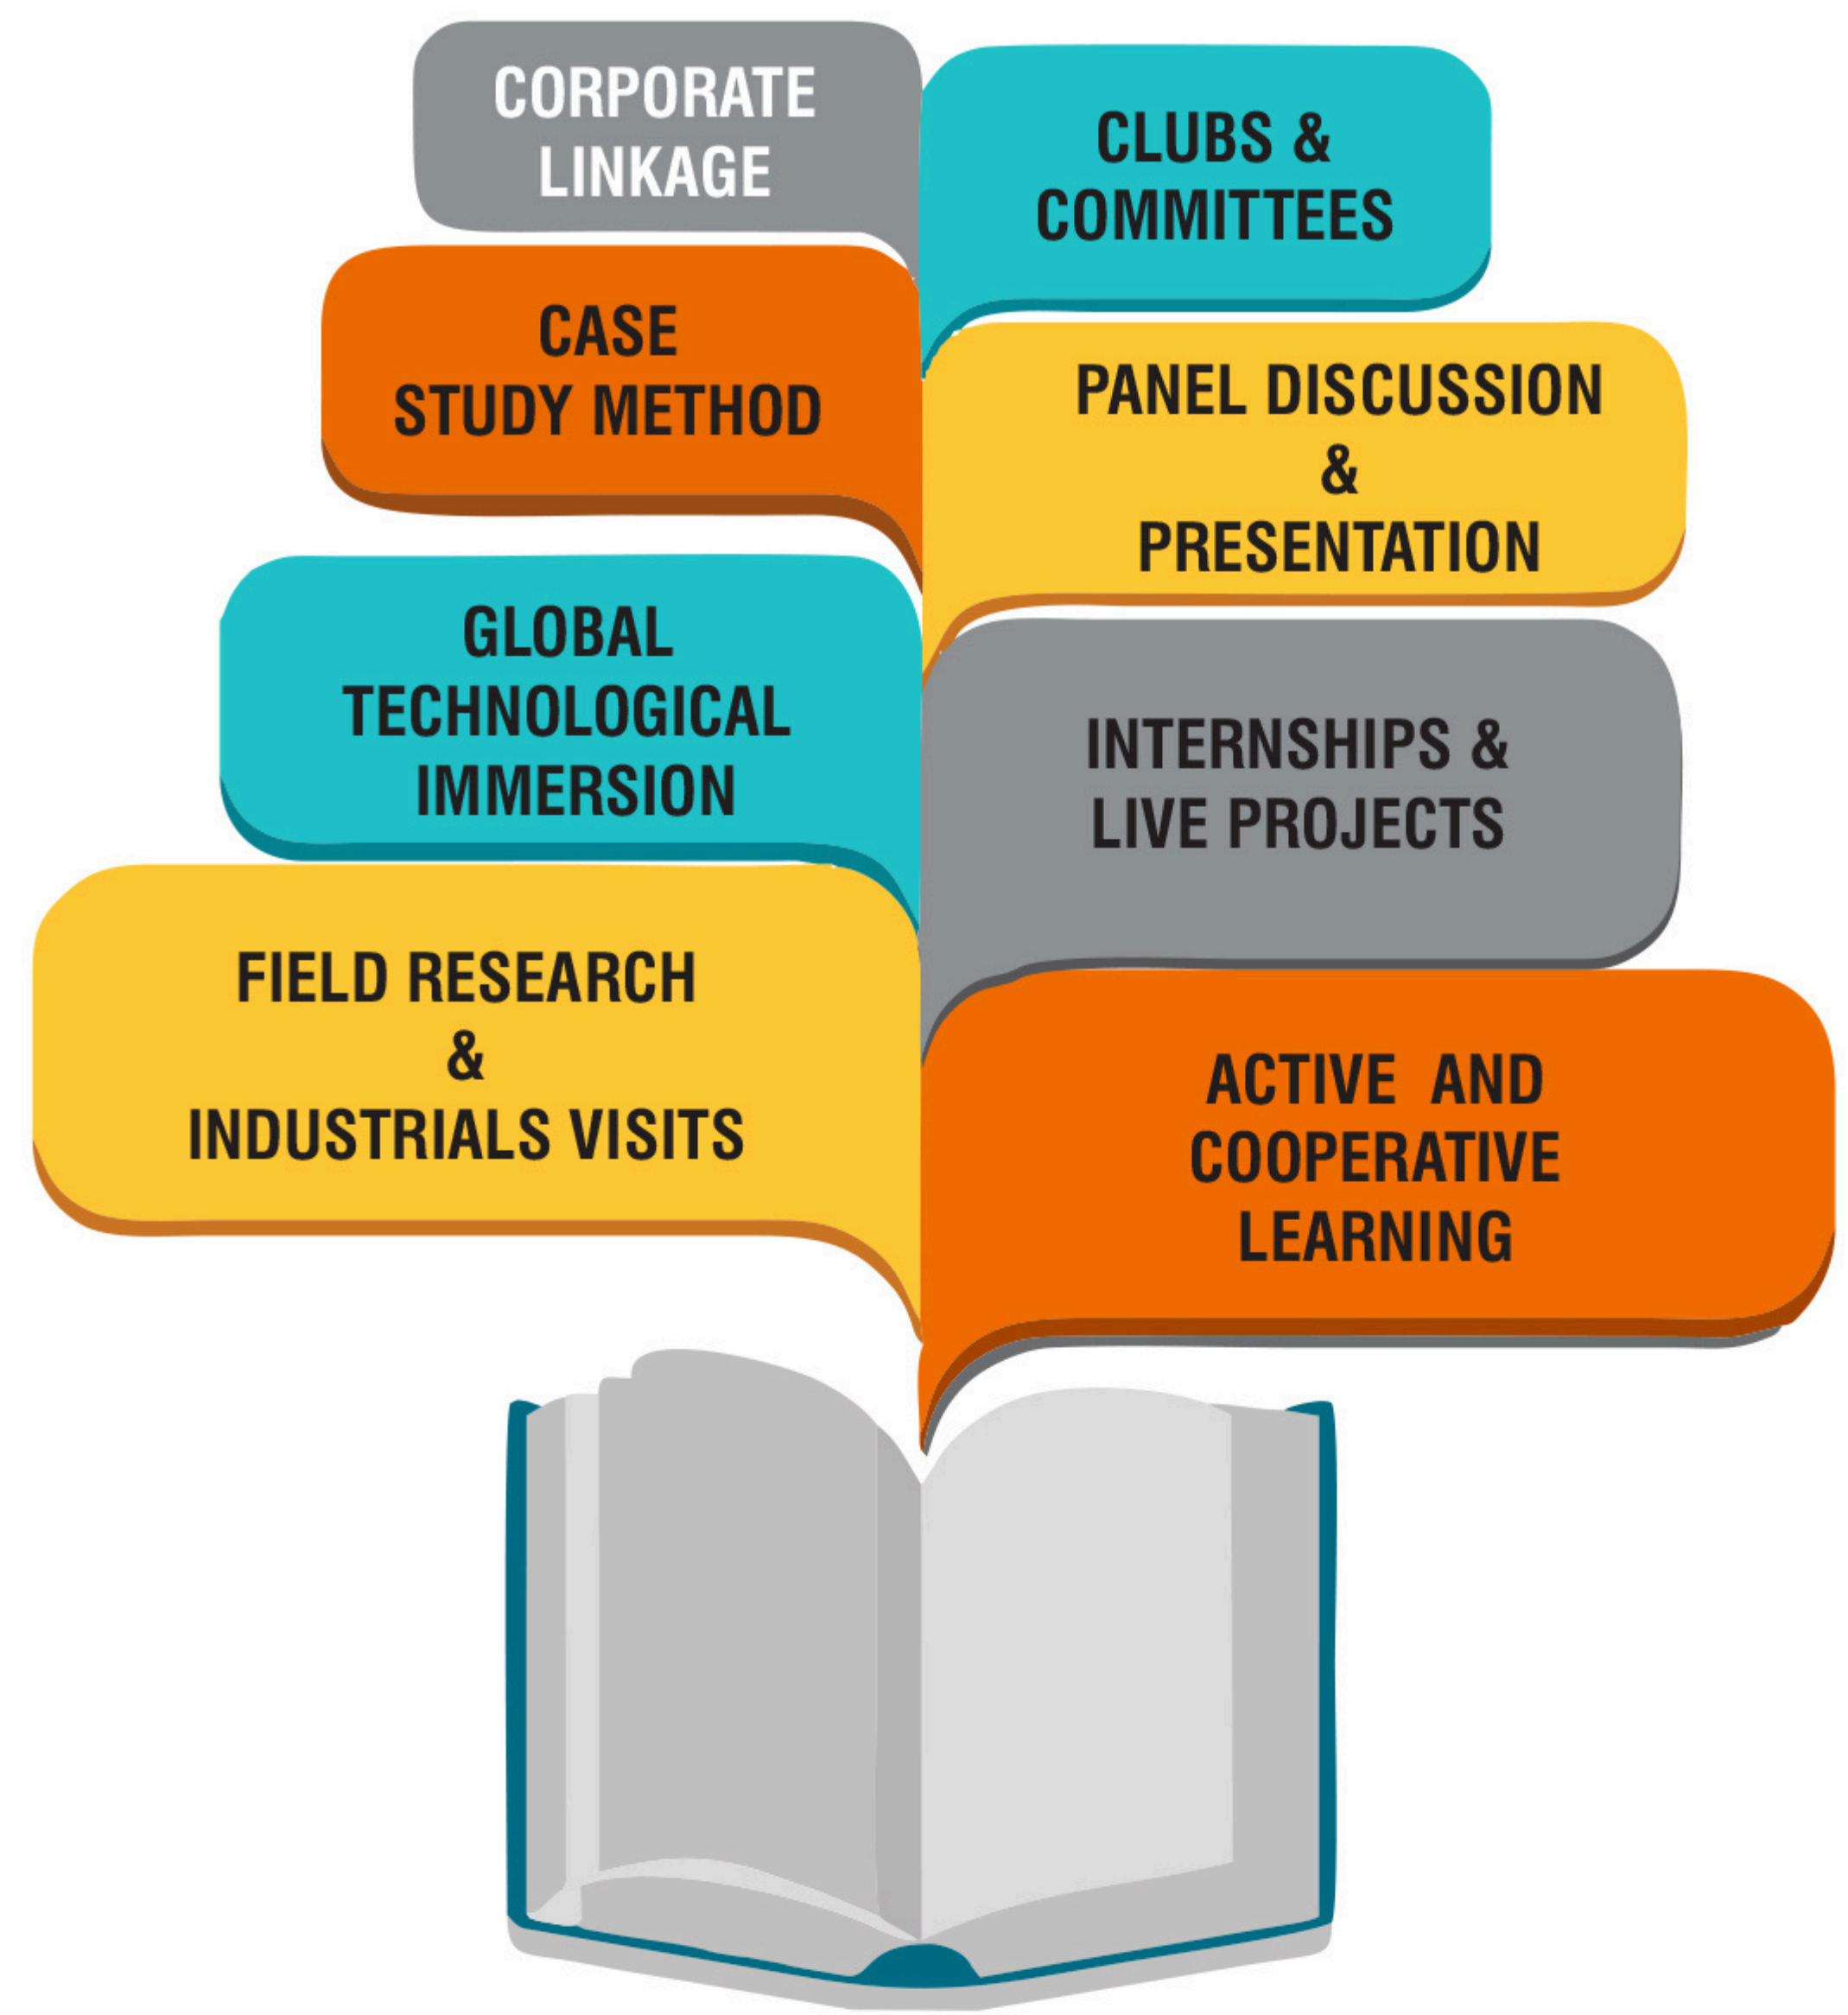 CORPORATE
LINKAGE
CLUBS &
COMMITTEES
CASE
STUDY METHOD
PANEL DISCUSSION
&
PRESENTATION
GLOBAL
TECHNOLOGICAL
IMMERSION
INTERNSHIPS &
LIVE PROJECTS
FIELD RESEARCH
&
INDUSTRIALS VISITS
ACTIVE AND
COOPERATIVE
LEARNING